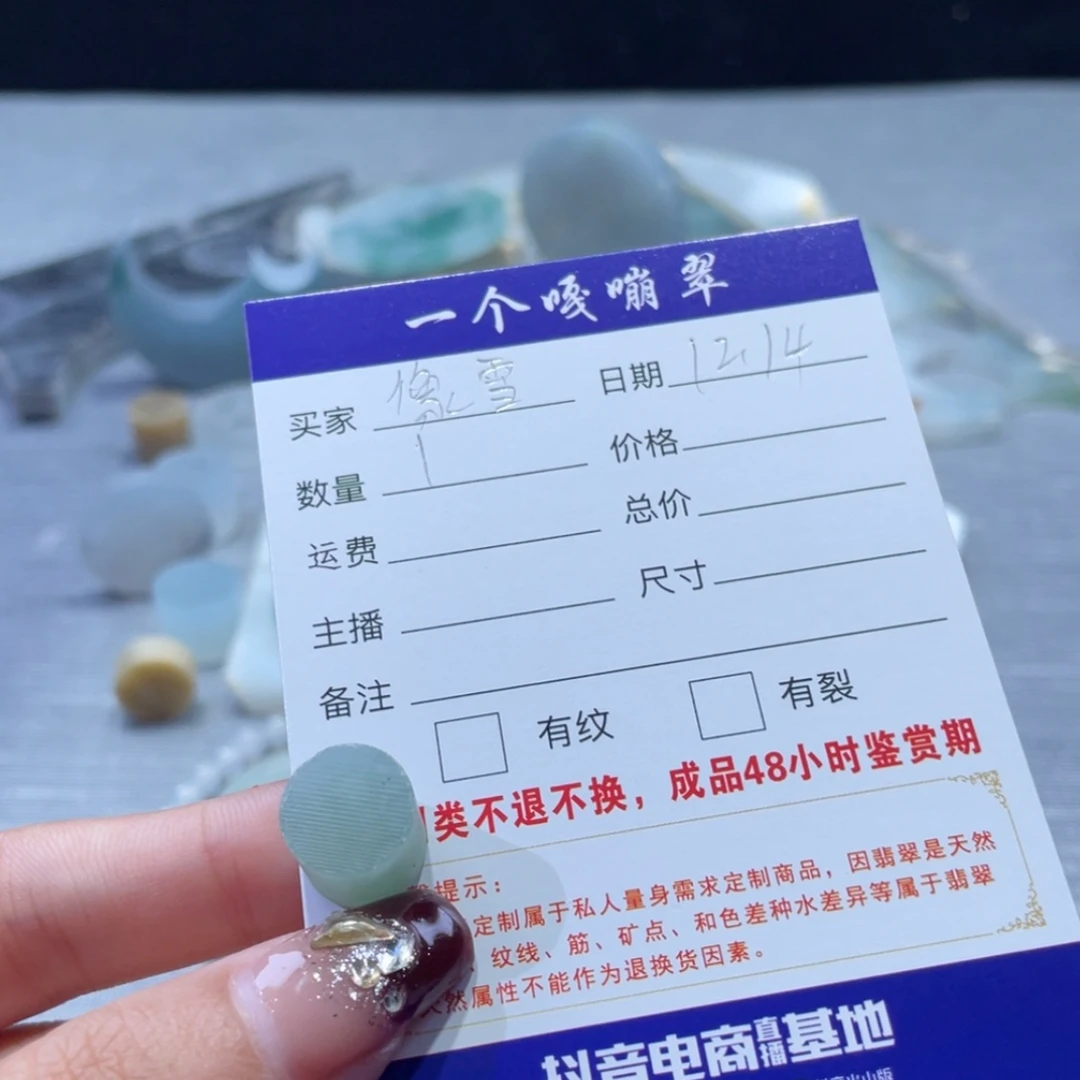 一个嘎嘣翠
买家 雪 日期 12.14
数量 1 价格
运费 总价
主播 尺寸
备注
有纹 有裂
类不退不换，成品48小时鉴赏期
提示：
定制属于私人量身需求定制商品，因翡翠是天然
纹线、筋、矿点、和色差种水差异等属于翡翠
天然属性不能作为退换货因素。
抖音电商直播基地